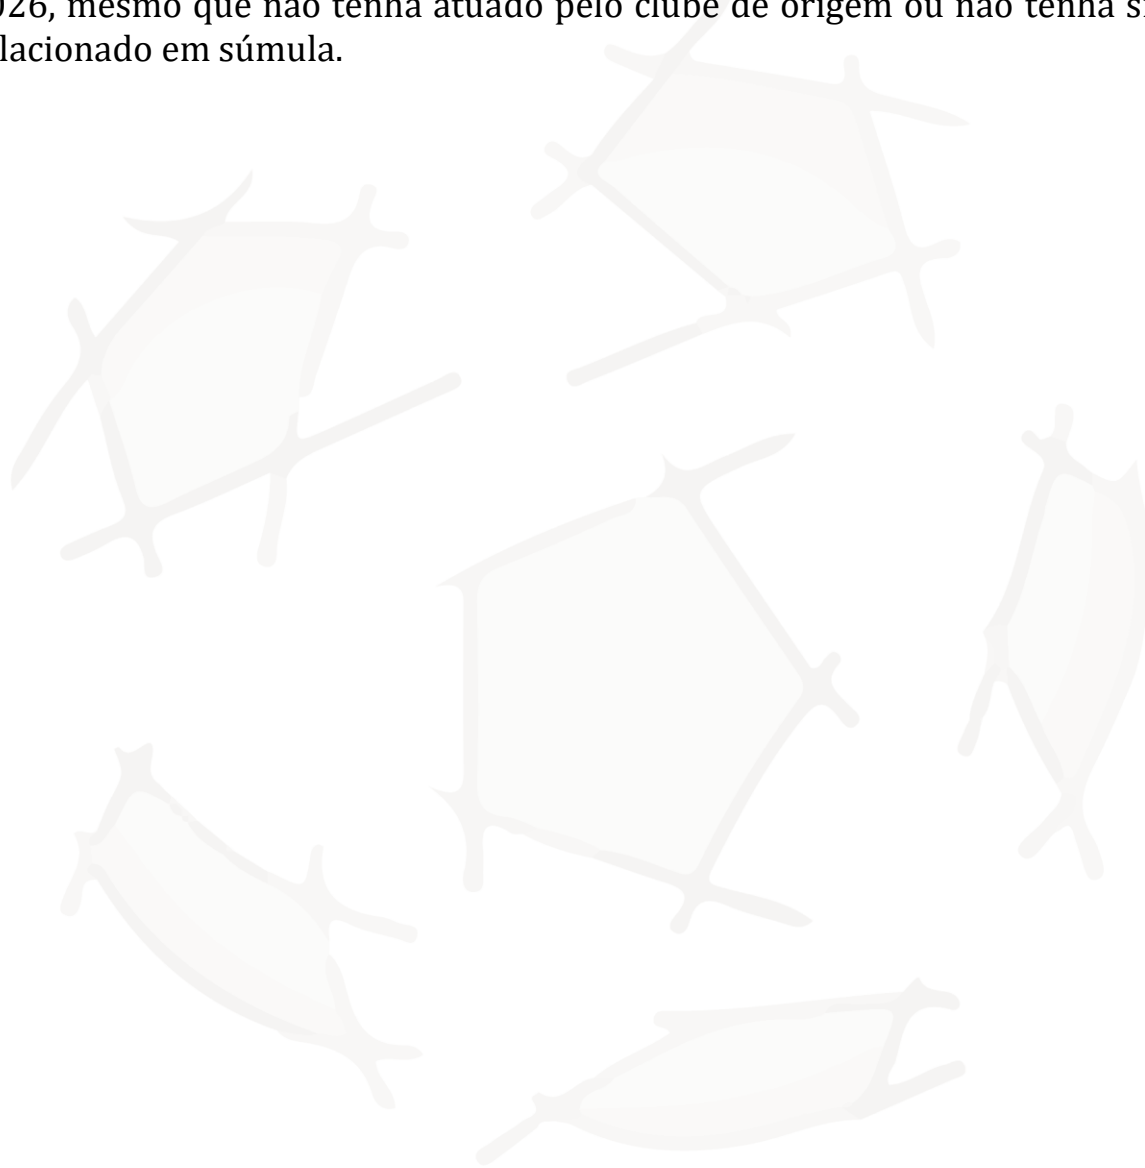 026, mesmo que não tenha atuado pelo clube de origem ou não tenha s
lacionado em súmula.